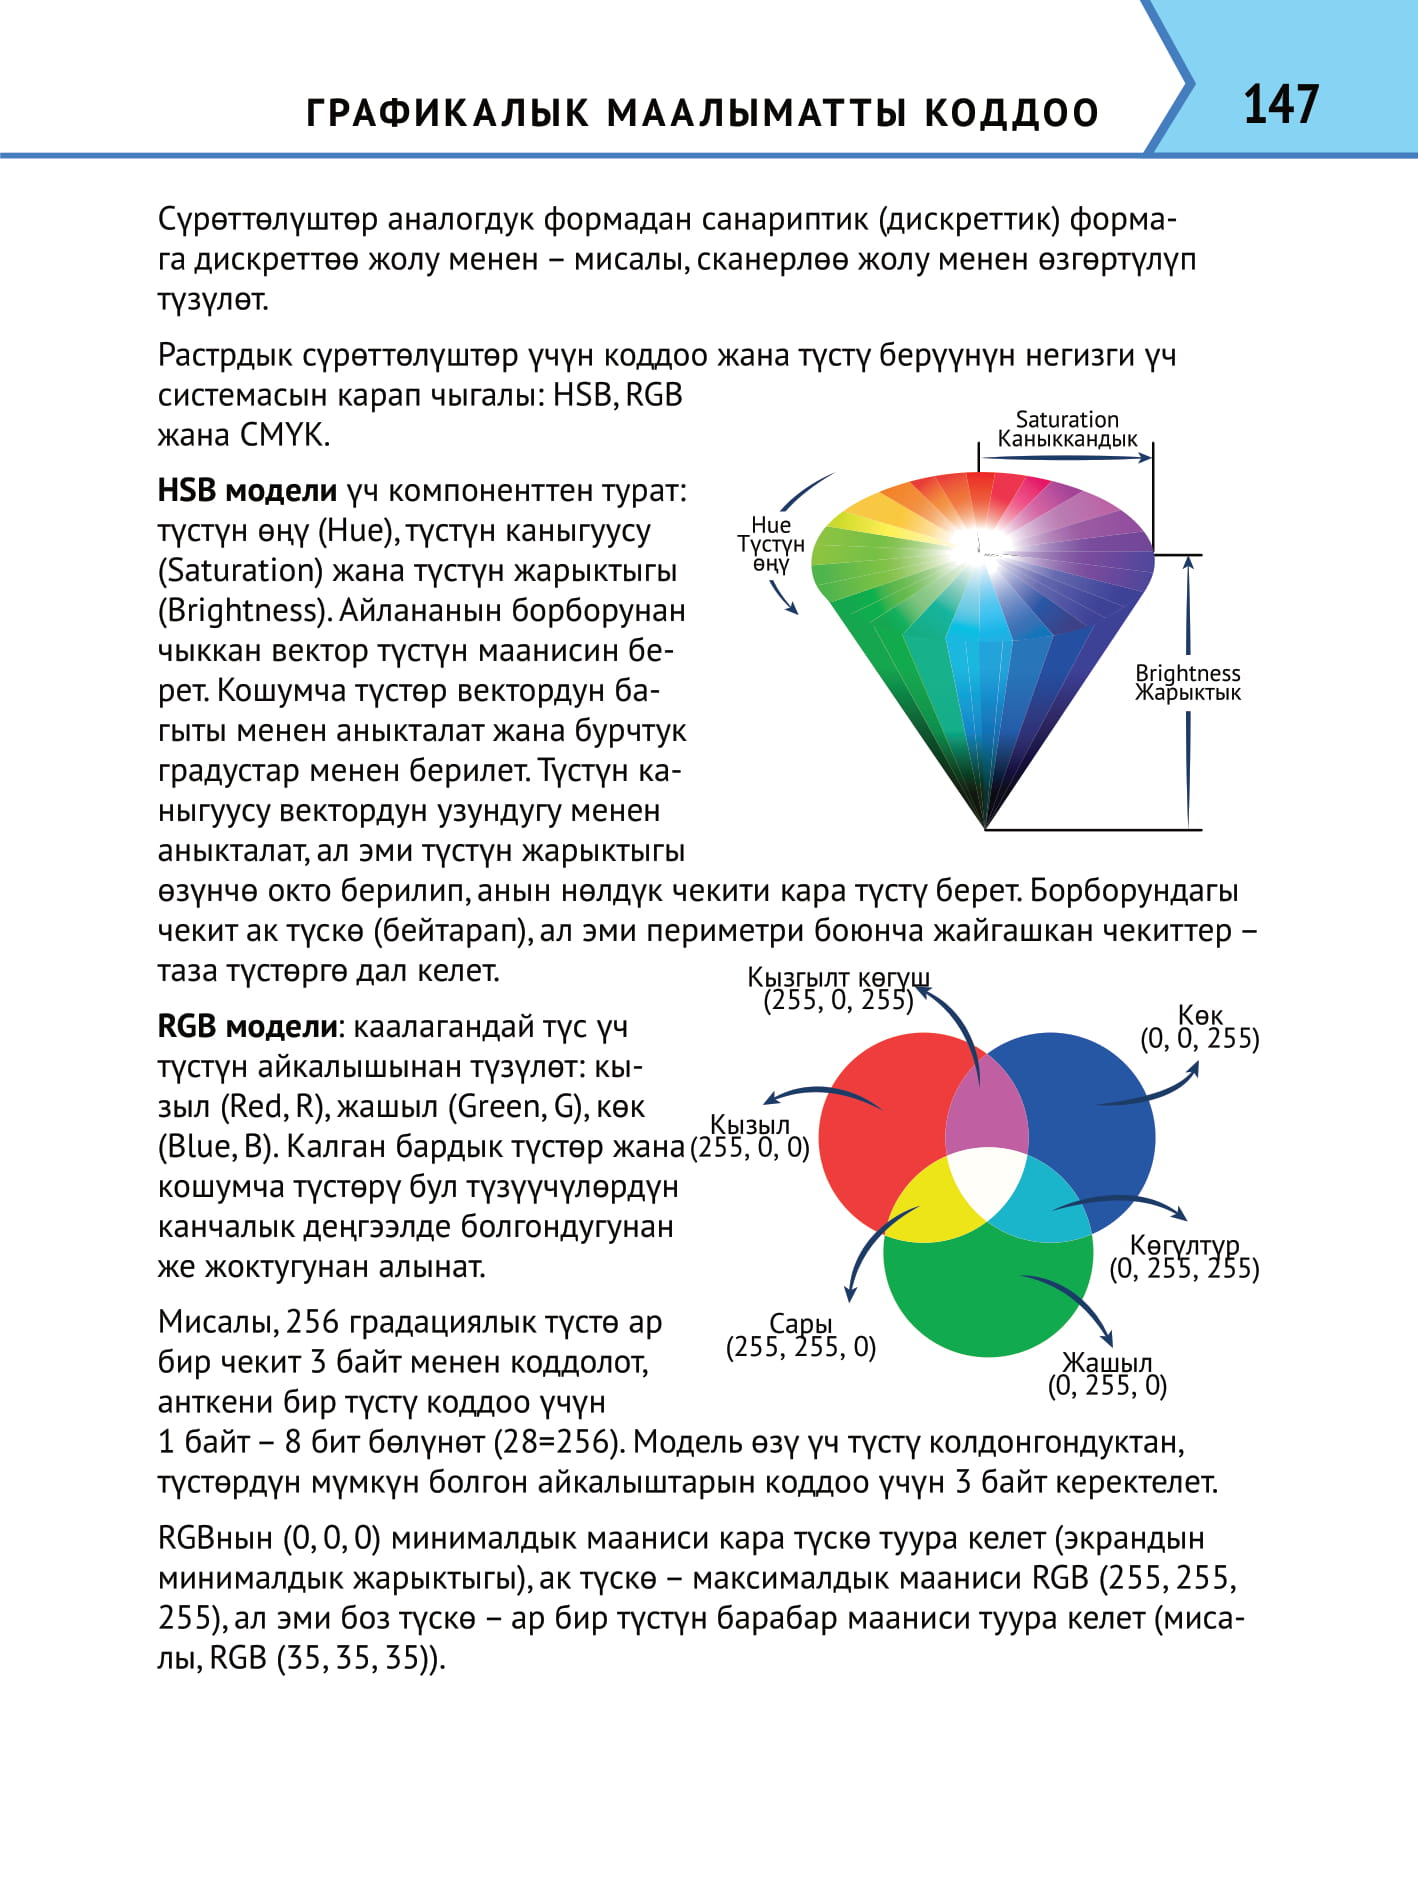 ГРАФИКАЛЫК МААЛЫМАТТЫ КОДДОО
147
Сүрөттөлүштөр аналогдук формадан санариптик (дискреттик) форма-
га дискреттөө жолу менен – мисалы, сканерлөө жолу менен өзгөртүлүп
түзүлөт.
Растрдык сүрөттөлүштөр үчүн коддоо жана түстү берүүнүн негизги үч
системасын карап чыгалы: HSB, RGB
жана CMYK.
HSB модели үч компоненттен турат:
түстүн өңү (Hue), түстүн каныгуусу
(Saturation) жана түстүн жарыктыгы
(Brightness). Айлананын борборунан
чыккан вектор түстүн маанисин бе-
рет. Кошумча түстөр вектордун ба-
гыты менен аныкталат жана бурчтук
градустар менен берилет. Түстүн ка-
ныгуусу вектордун узундугу менен
аныкталат, ал эми түстүн жарыктыгы
өзүнчө окто берилип, анын нөлдүк чекити кара түстү берет. Борборундагы
чекит ак түскө (бейтарап), ал эми периметри боюнча жайгашкан чекиттер –
таза түстөргө дал келет.
Saturation
Каныккандык
Hue
Түстүн
өңү
Brightness
Жарыктык
RGB модели: каалагандай түс үч
түстүн айкалышынан түзүлөт: кы-
зыл (Red, R), жашыл (Green, G), көк
(Blue, B). Калган бардык түстөр жана
кошумча түстөрү бул түзүүчүлөрдүн
канчалык деңгээлде болгондугунан
же жоктугунан алынат.
Кызгылт көгүш
(255, 0, 255)
Көк
(0, 0, 255)
Кызыл
(255, 0, 0)
Көгүлтүр
(0, 255, 255)
Сары
(255, 255, 0)
Жашыл
(0, 255, 0)
Мисалы, 256 градациялык түстө ар
бир чекит 3 байт менен коддолот,
анткени бир түстү коддоо үчүн
1 байт – 8 бит бөлүнөт (28=256). Модель өзү үч түстү колдонгондуктан,
түстөрдүн мүмкүн болгон айкалыштарын коддоо үчүн 3 байт керектелет.
RGBнын (0, 0, 0) минималдык мааниси кара түскө туура келет (экрандын
минималдык жарыктыгы), ак түскө – максималдык мааниси RGB (255, 255,
255), ал эми боз түскө – ар бир түстүн барабар мааниси туура келет (миса-
лы, RGB (35, 35, 35)).